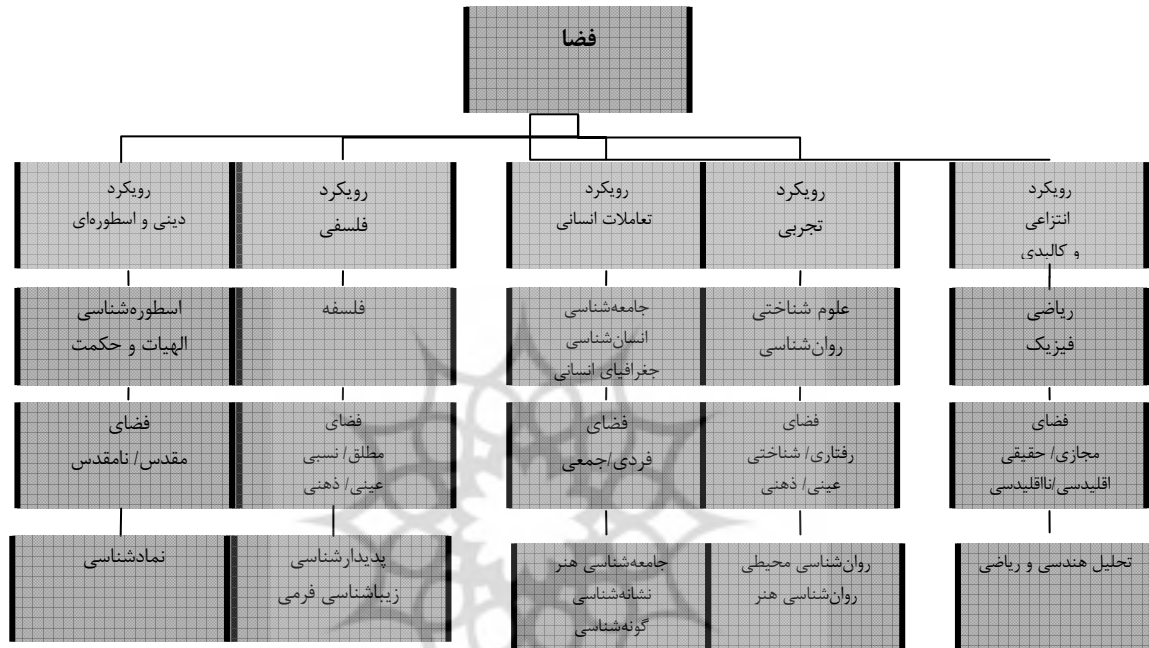 فضا
رویکرد
انتزاعی
و کالبدی
رویکرد
تجربی
رویکرد
تعاملات انسانی
رویکرد
فلسفی
رویکرد
دینی و اسطوره‌ای
ریاضی
فیزیک
علوم شناختی
روان‌شناسی
جامعه‌شناسی
انسان‌شناسی
جغرافیای انسانی
فلسفه
اسطوره‌شناسی
الهیات و حکمت
فضای
مجازی/ حقیقی
اقلیدسی/نااقلیدسی
فضای
رفتاری/ شناختی
عینی/ ذهنی
فضای
فردی/جمعی
فضای
مطلق/ نسبی
عینی/ ذهنی
فضای
مقدس/ نامقدس
تحلیل هندسی و ریاضی
روان‌شناسی محیطی
روان‌شناسی هنر
جامعه‌شناسی هنر
نشانه‌شناسی
گونه‌شناسی
پدیدارشناسی
زیباشناسی فرمی
نمادشناسی